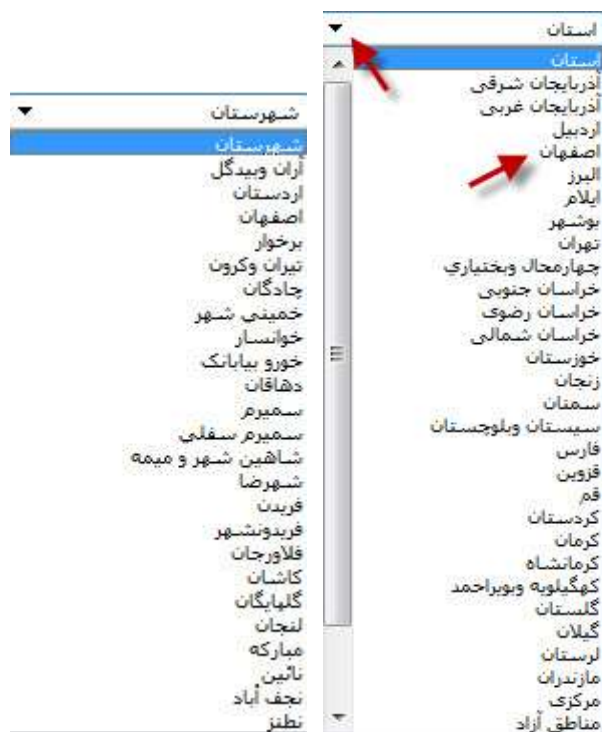 استان
استان
آذربایجان شرقی
آذربایجان غربی
اردبیل
اصفهان
البرز
ایلام
بوشهر
تهران
چهارمحال وبختیاري
خراسان جنوبی
خراسان رضوی
خراسان شمالی
خوزستان
زنجان
سمنان
سیستان وبلوچستان
فارس
قزوین
قم
کردستان
کرمان
کرمانشاه
کهگیلویه وبویراحمد
گلستان
گیلان
لرستان
مازندران
مرکزی
مناطق آزاد
شهرستان
شهرستان
آران وبیدگل
اردستان
اصفهان
برخوار
تیران وکرون
چادگان
خمینی شهر
خوانسار
خورو بیابانک
دهاقان
سمیرم
سمیرم سفلی
شاهین شهر و میمه
شهرضا
فریدن
فریدونشهر
فلاورجان
کاشان
گلپایگان
لنجان
مبارکه
نائین
نجف آباد
نطنز